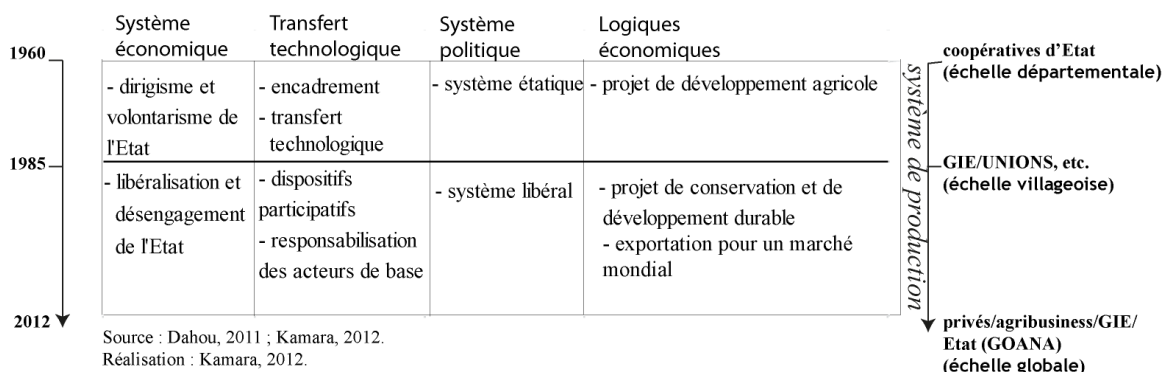 Système
économique
Transfert
technologique
Système
politique
Logiques
économiques
1960
- dirigisme et
volontarisme de
l'Etat
- encadrement
- transfert
technologique
- système étatique
- projet de développement agricole
1985
- libéralisation et
désengagement
de l'Etat
- dispositifs
participatifs
- responsabilisation
des acteurs de base
- système libéral
- projet de conservation et de
développement durable
- exportation pour un marché
mondial
2012
système de production
coopératives d'Etat
(échelle départementale)
GIE/UNIONS, etc.
(échelle villageoise)
privés/agribusiness/GIE/
Etat (GOANA)
(échelle globale)
Source : Dahou, 2011 ; Kamara, 2012.
Réalisation : Kamara, 2012.